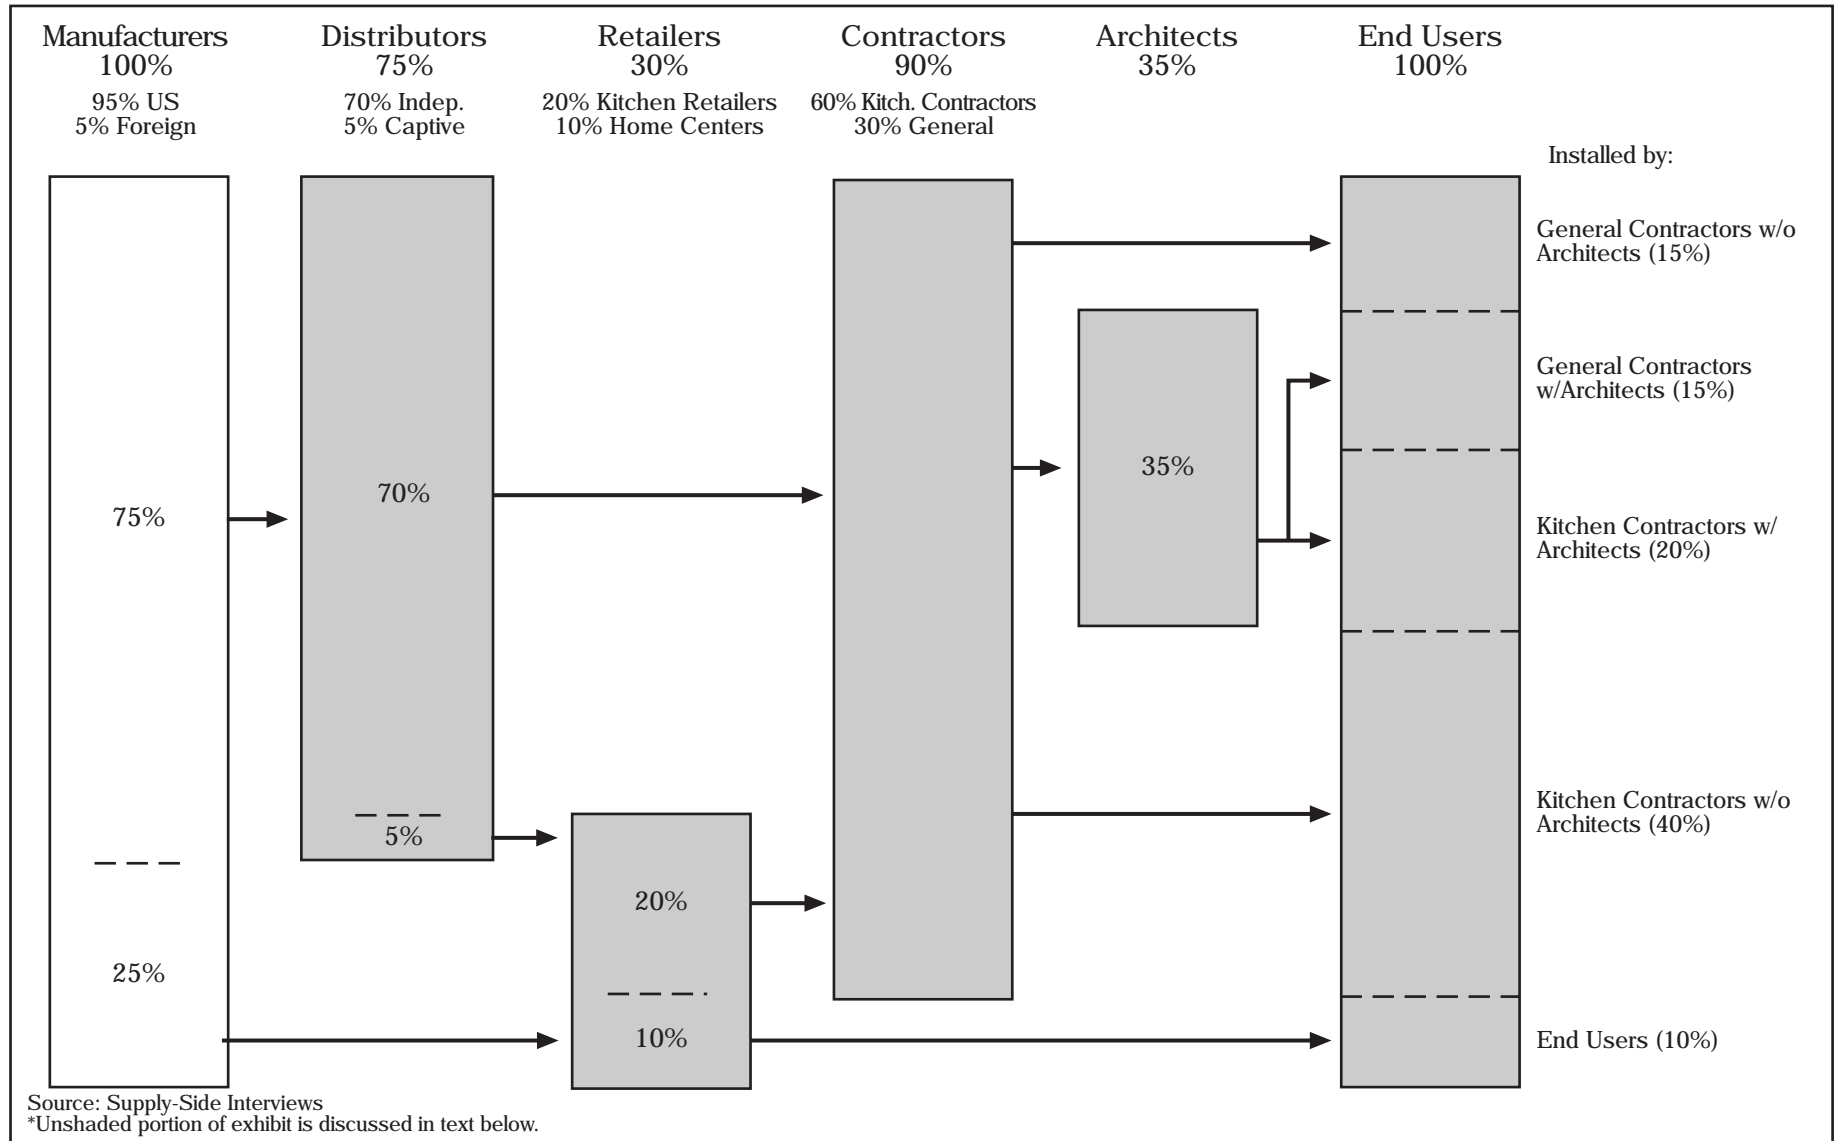 Manufacturers
100%
95% US
5% Foreign
Distributors
75%
70% Indep.
5% Captive
Retailers
30%
20% Kitchen Retailers
10% Home Centers
Contractors
90%
60% Kitch. Contractors
30% General
Architects
35%
End Users
100%
Installed by:
75%
25%
70%
5%
20%
10%
35%
General Contractors w/o
Architects (15%)
General Contractors
w/Architects (15%)
Kitchen Contractors w/
Architects (20%)
Kitchen Contractors w/o
Architects (40%)
End Users (10%)
Source: Supply-Side Interviews
*Unshaded portion of exhibit is discussed in text below.